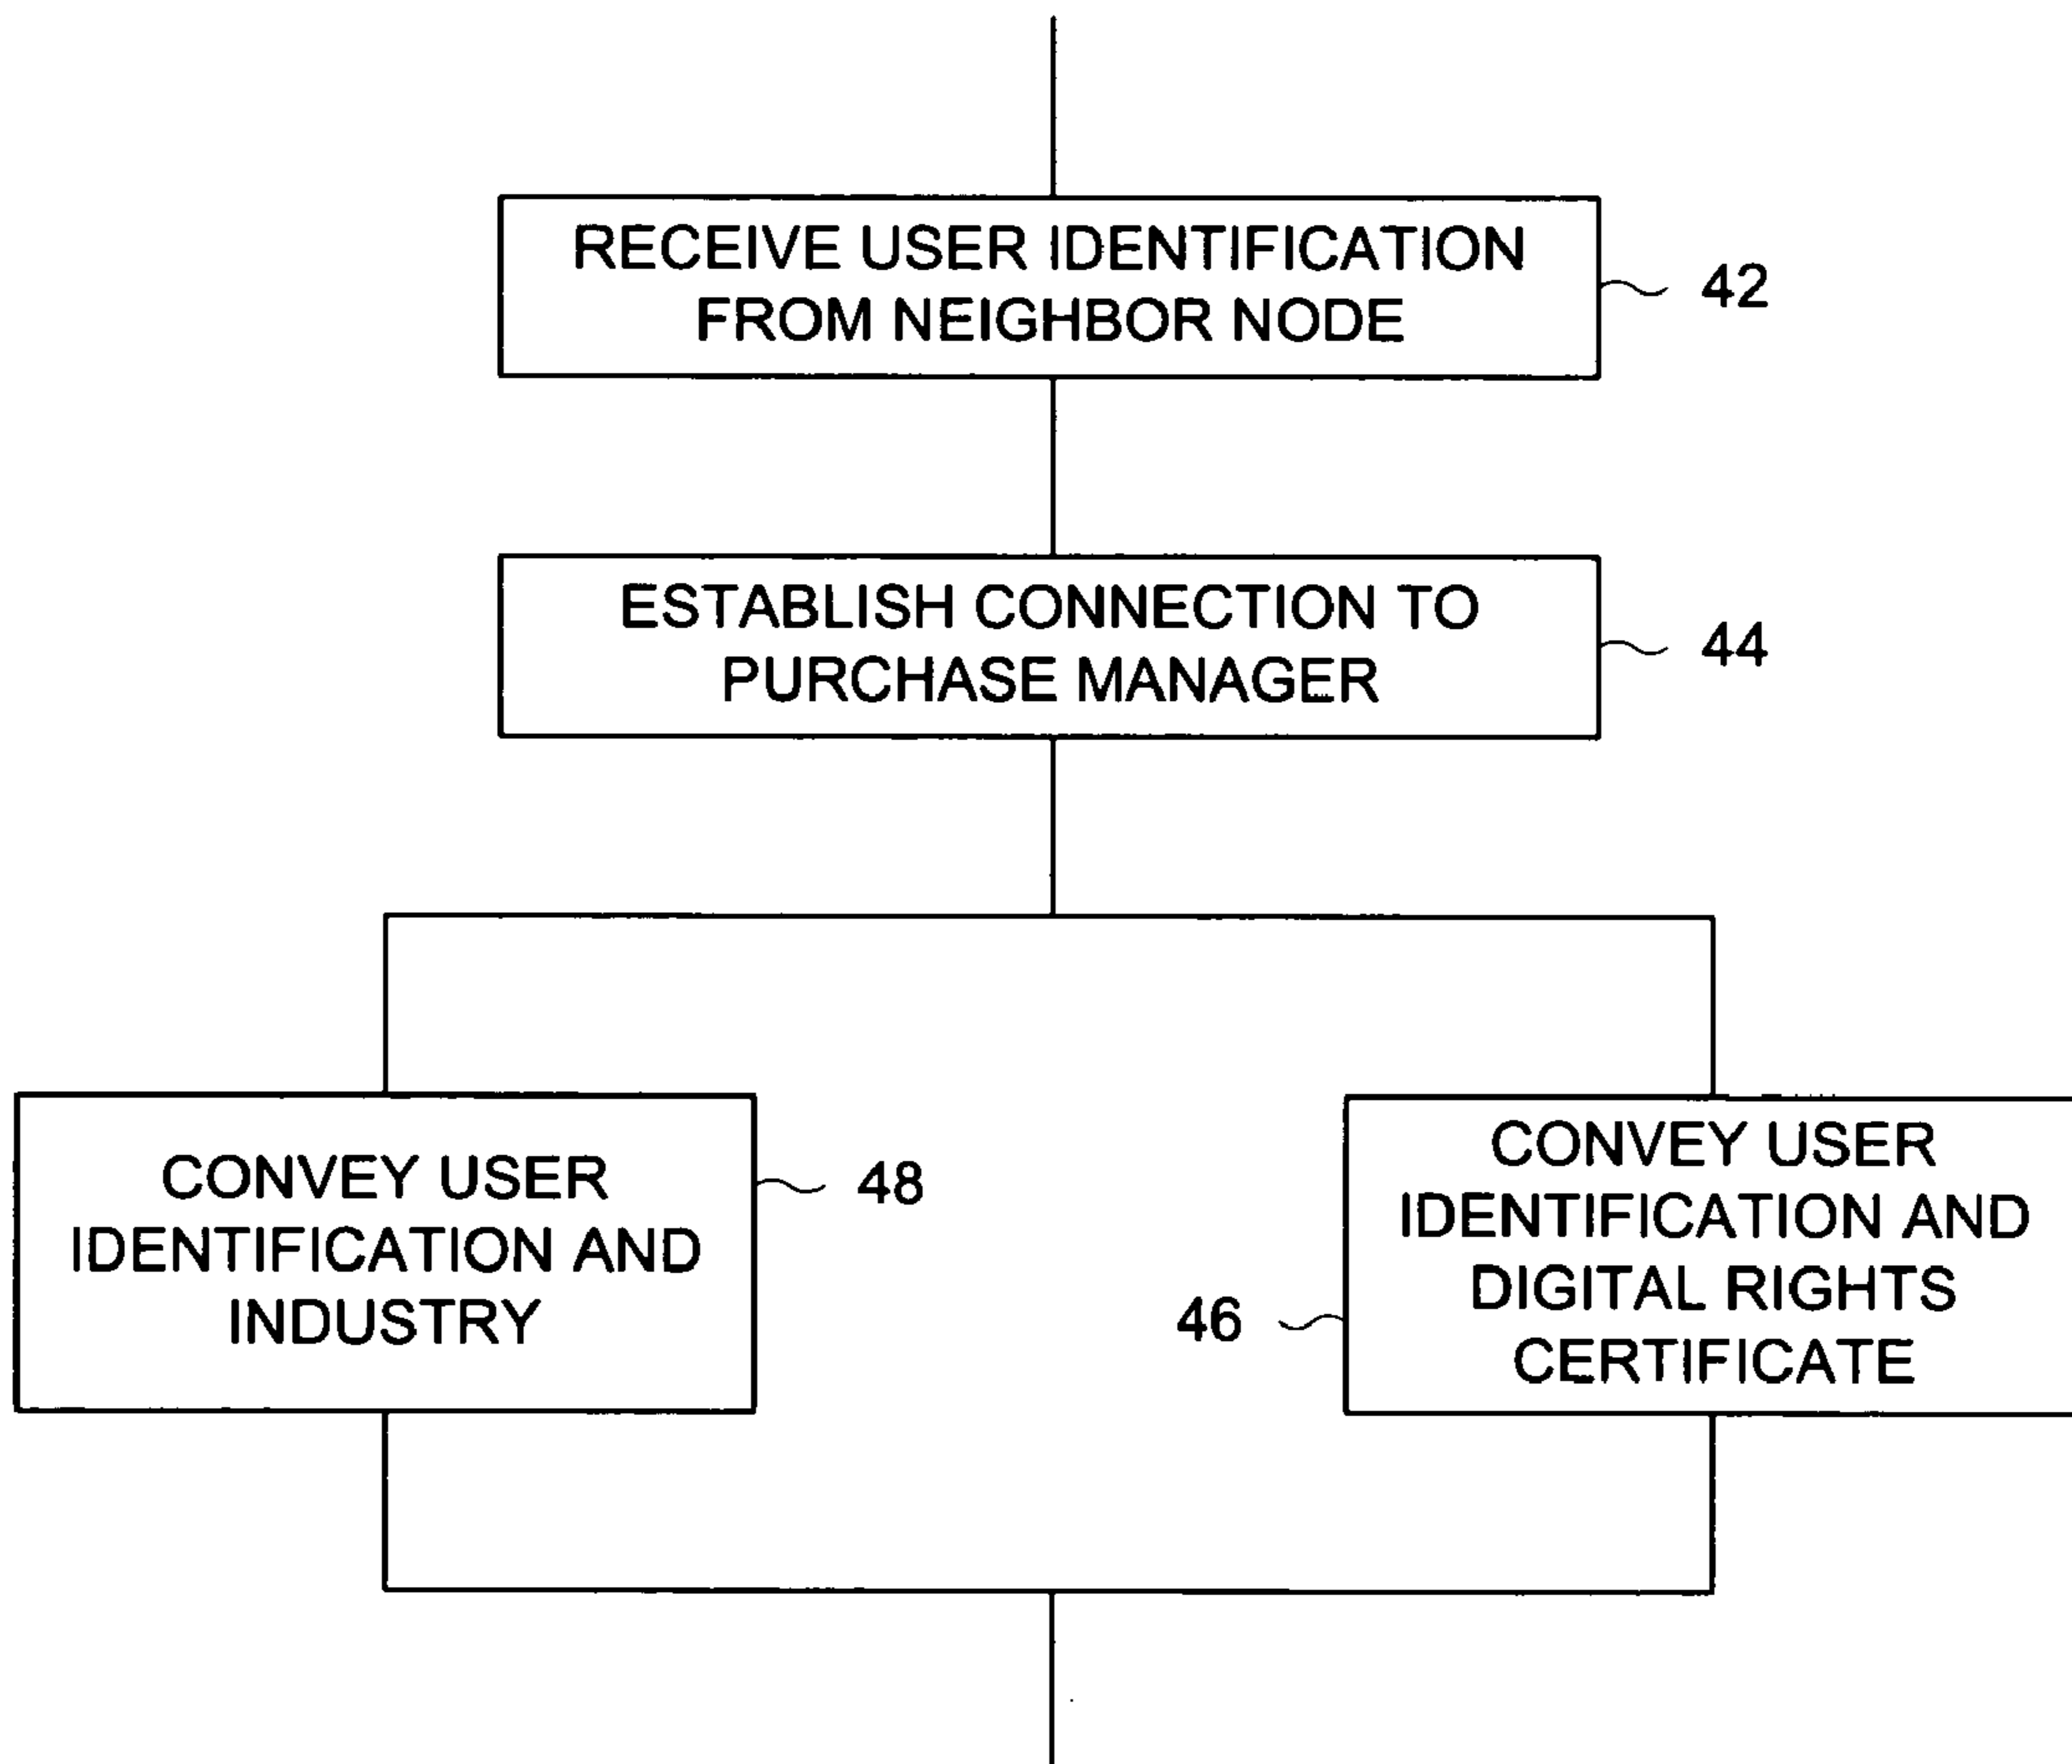 RECEIVE USER IDENTIFICATION
FROM NEIGHBOR NODE
42
ESTABLISH CONNECTION TO
PURCHASE MANAGER
44
CONVEY USER
IDENTIFICATION AND
INDUSTRY
48
CONVEY USER
IDENTIFICATION AND
DIGITAL RIGHTS
CERTIFICATE
46